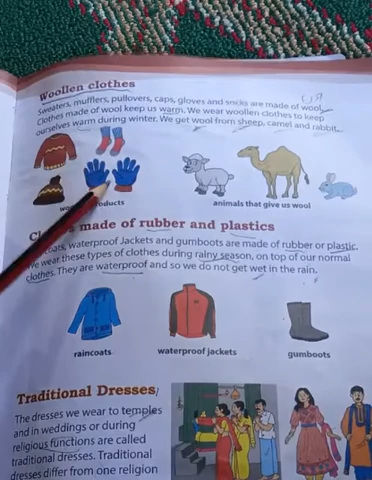 Woollen clothes
Sweaters, mufflers, pullovers, caps, gloves and socks are made of wool.
Clothes made of wool keep us warm. We wear woollen clothes to keep
ourselves warm during winter. We get wool from sheep, camel and rabbit.
animals that give us wool
made of rubber and plastics
waterproof Jackets and gumboots are made of rubber or plastic.
We wear these types of clothes during rainy season, on top of our normal
clothes. They are waterproof and so we do not get wet in the rain.
raincoats
waterproof jackets
gumboots
Traditional Dresses
The dresses we wear to temples
and in weddings or during
religious functions are called
traditional dresses. Traditional
dresses differ from one religion